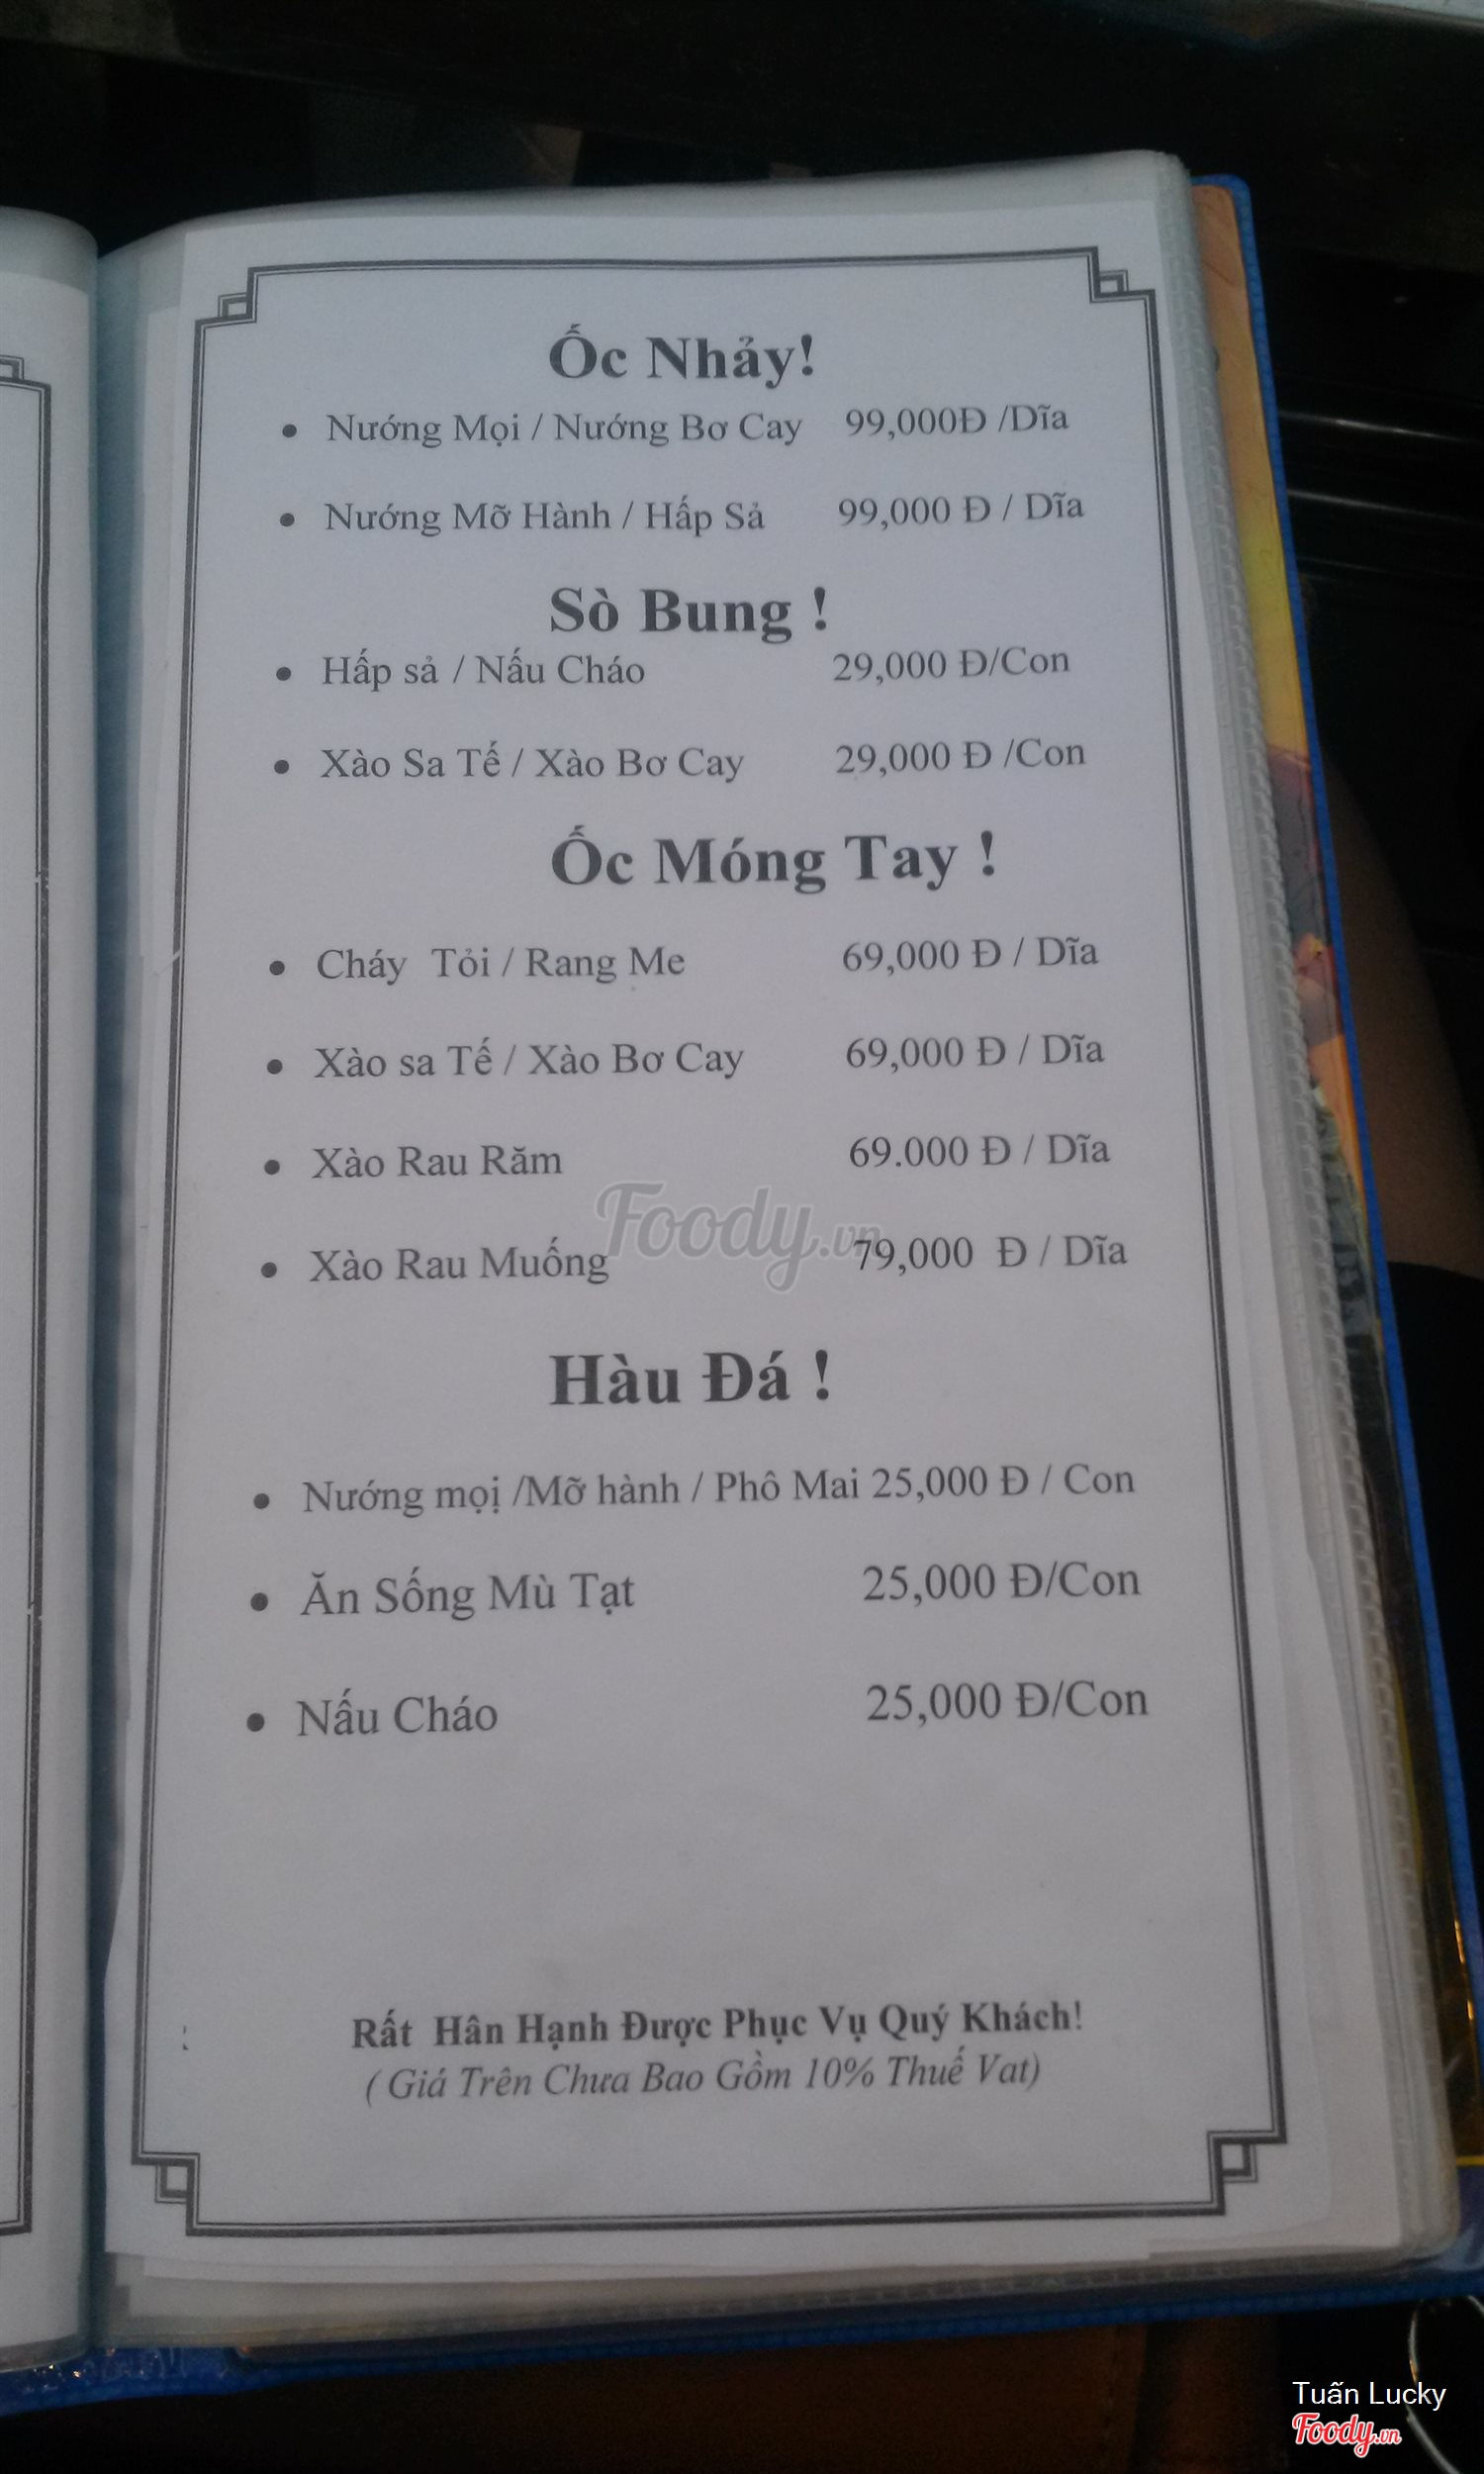 Ốc Nhảy!
• Nướng Mọi / Nướng Bơ Cay 99,000Đ /Dĩa
• Nướng Mỡ Hành / Hấp Sả 99,000 Đ / Dĩa
Sò Bung !
• Hấp sả / Nấu Cháo 29,000 Đ/Con
• Xào Sa Tế / Xào Bơ Cay 29,000 Đ /Con
Ốc Móng Tay !
• Cháy Tỏi / Rang Me 69,000 Đ / Dĩa
• Xào sa Tế / Xào Bơ Cay 69,000 Đ / Dĩa
• Xào Rau Răm 69.000 Đ / Dĩa
Foody.vn
• Xào Rau Muống 79,000 Đ / Dĩa
Hàu Đá !
• Nướng mọị /Mỡ hành / Phô Mai 25,000 Đ / Con
• Ăn Sống Mù Tạt 25,000 Đ/Con
• Nấu Cháo 25,000 Đ/Con
Rất Hân Hạnh Được Phục Vụ Quý Khách!
( Giá Trên Chưa Bao Gồm 10% Thuế Vat)
Tuấn Lucky
Foody.vn